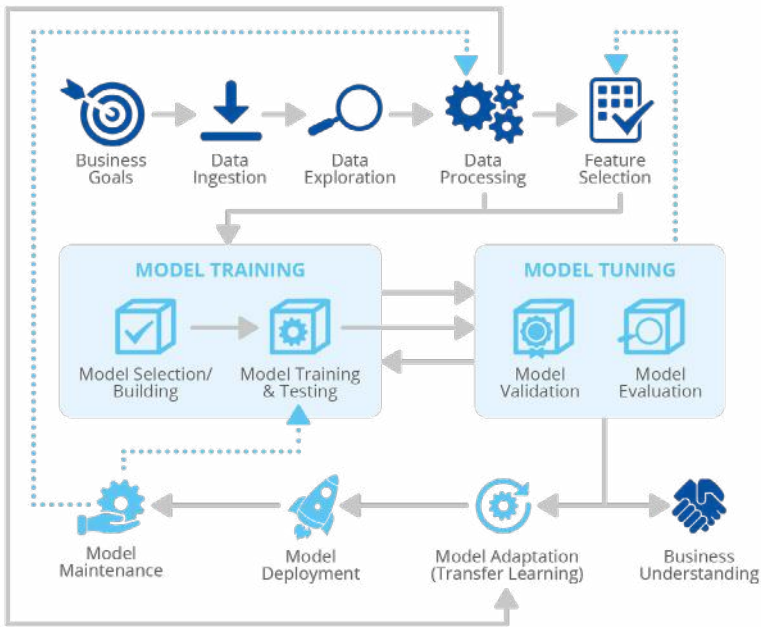 Business
Goals
Data
Ingestion
Data
Exploration
Data
Processing
Feature
Selection
MODEL TRAINING
Model Selection/
Building
Model Training
& Testing
MODEL TUNING
Model
Validation
Model
Evaluation
Model
Maintenance
Model
Deployment
Model Adaptation
(Transfer Learning)
Business
Understanding